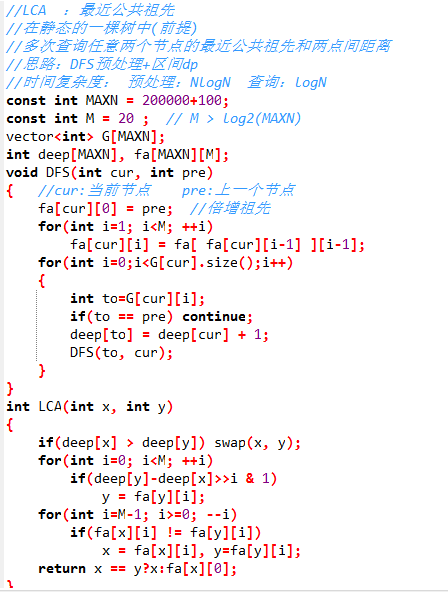 //LCA  ：最近公共祖先
//在静态的一棵树中(前提)
//多次查询任意两个节点的最近公共祖先和两点间距离
//思路：DFS预处理+区间dp
//时间复杂度：  预处理：NlogN  查询：logN
const int MAXN = 200000+100;
const int M = 20 ;  // M > log2(MAXN)
vector<int> G[MAXN];
int deep[MAXN], fa[MAXN][M];
void DFS(int cur, int pre)
{   //cur:当前节点    pre:上一个节点
    fa[cur][0] = pre;  //倍增祖先
    for(int i=1; i<M; ++i)
        fa[cur][i] = fa[ fa[cur][i-1] ][i-1];
    for(int i=0;i<G[cur].size();i++)
    {
        int to=G[cur][i];
        if(to == pre) continue;
        deep[to] = deep[cur] + 1;
        DFS(to, cur);
    }
}
int LCA(int x, int y)
{
    if(deep[x] > deep[y]) swap(x, y);
    for(int i=0; i<M; ++i)
        if(deep[y]-deep[x]>>i & 1)
            y = fa[y][i];
    for(int i=M-1; i>=0; --i)
        if(fa[x][i] != fa[y][i])
            x = fa[x][i], y=fa[y][i];
    return x == y?x:fa[x][0];
}